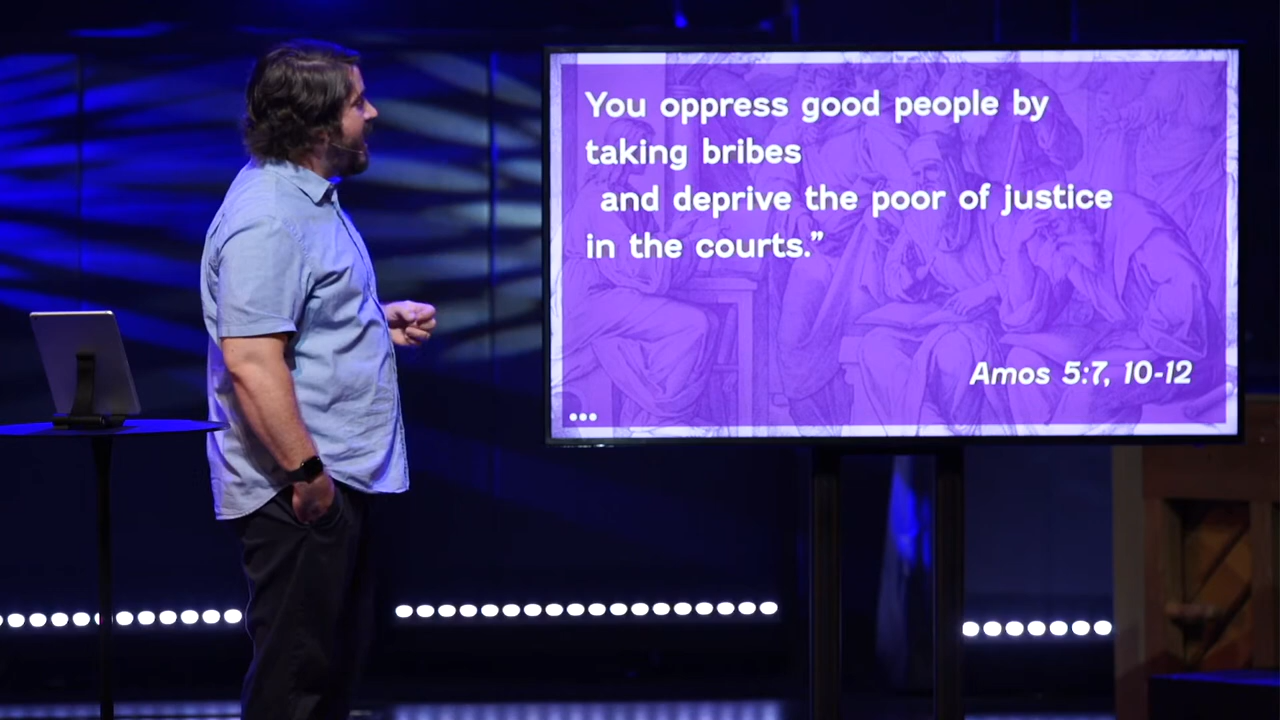 You oppress good people by
taking bribes
and deprive the poor of justice
in the courts.”
Amos 5:7, 10-12